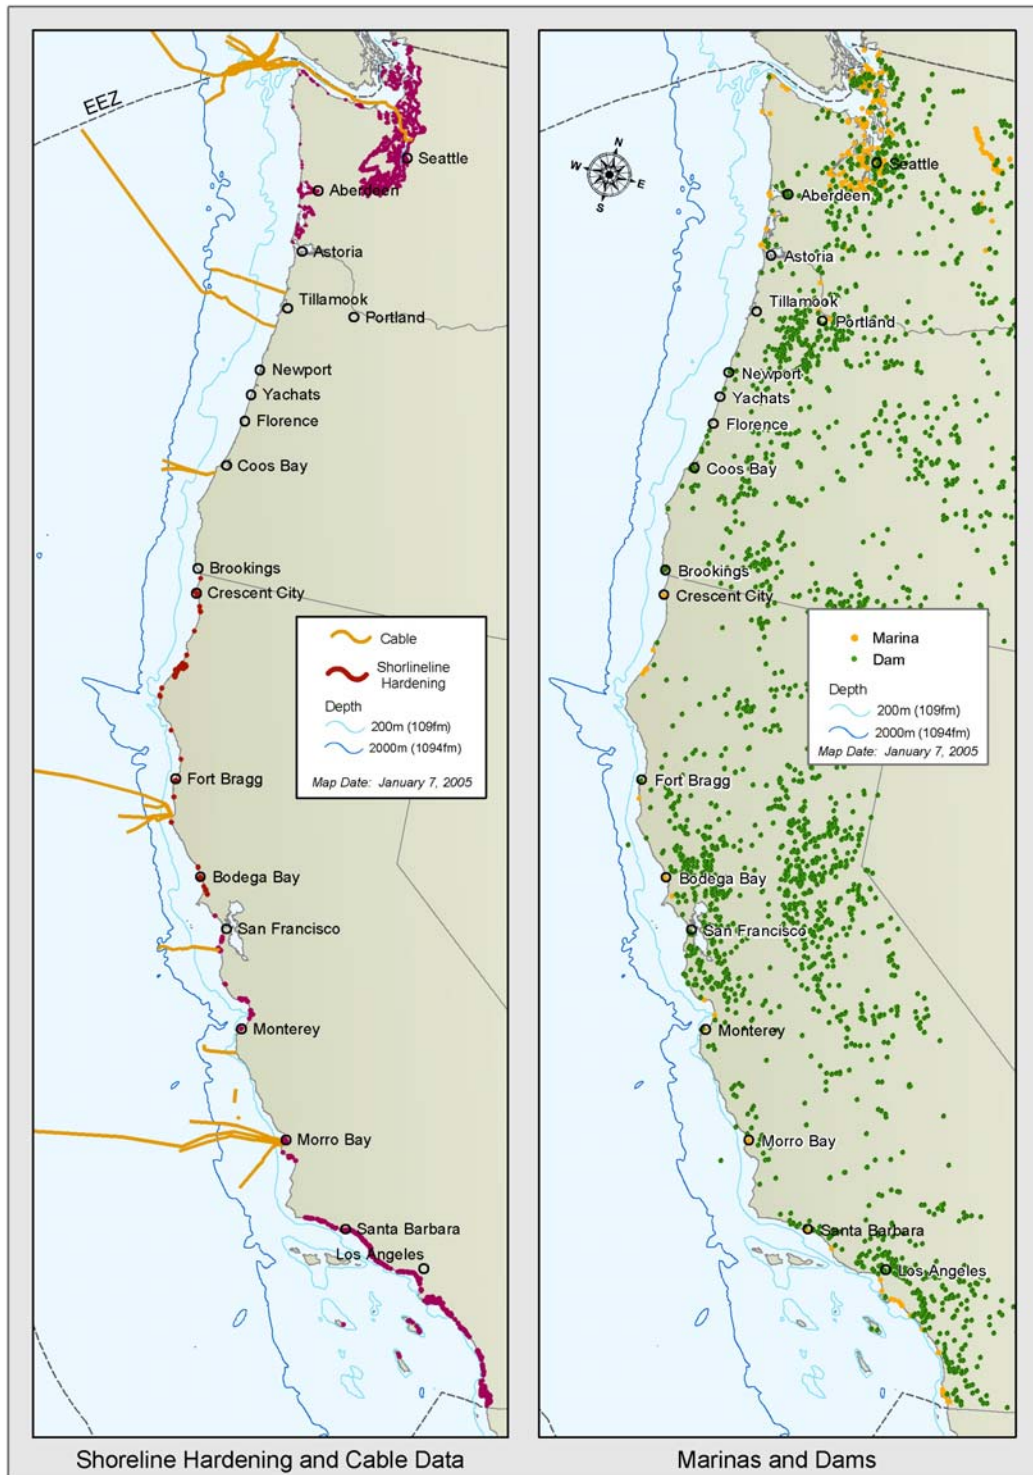 EEZ
Seattle
Aberdeen
Astoria
Tillamook
Portland
Newport
Yachats
Florence
Coos Bay
Brookings
Crescent City
Cable
Shorlineline
Hardening
Depth
200m (109fm)
2000m (1094fm)
Map Date: January 7, 2005
Fort Bragg
Bodega Bay
San Francisco
Monterey
Morro Bay
Santa Barbara
Los Angeles
Shoreline Hardening and Cable Data
N
W
E
S
Seattle
Aberdeen
Astoria
Tillamook
Portland
Newport
Yachats
Florence
Coos Bay
Brookings
Crescent City
Marina
Dam
Depth
200m (109fm)
2000m (1094fm)
Map Date: January 7, 2005
Fort Bragg
Bodega Bay
San Francisco
Monterey
Morro Bay
Santa Barbara
Los Angeles
Marinas and Dams